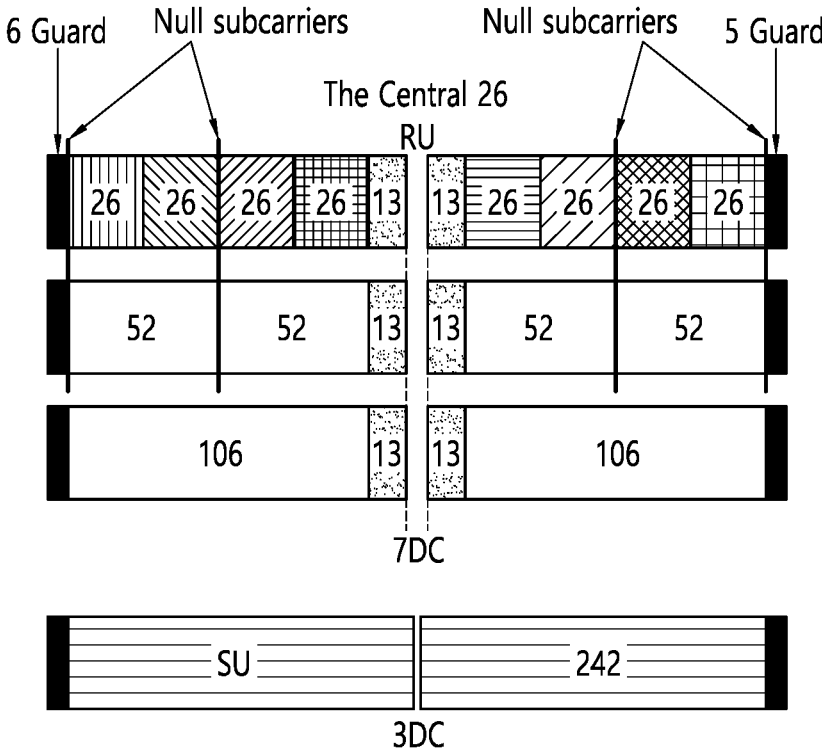 6 Guard
Null subcarriers
Null subcarriers
5 Guard
The Central 26
RU
26 26 26 26 13 13 26 26 26 26
52 52 13 13 52 52
106 13 13 106
7DC
SU 242
3DC